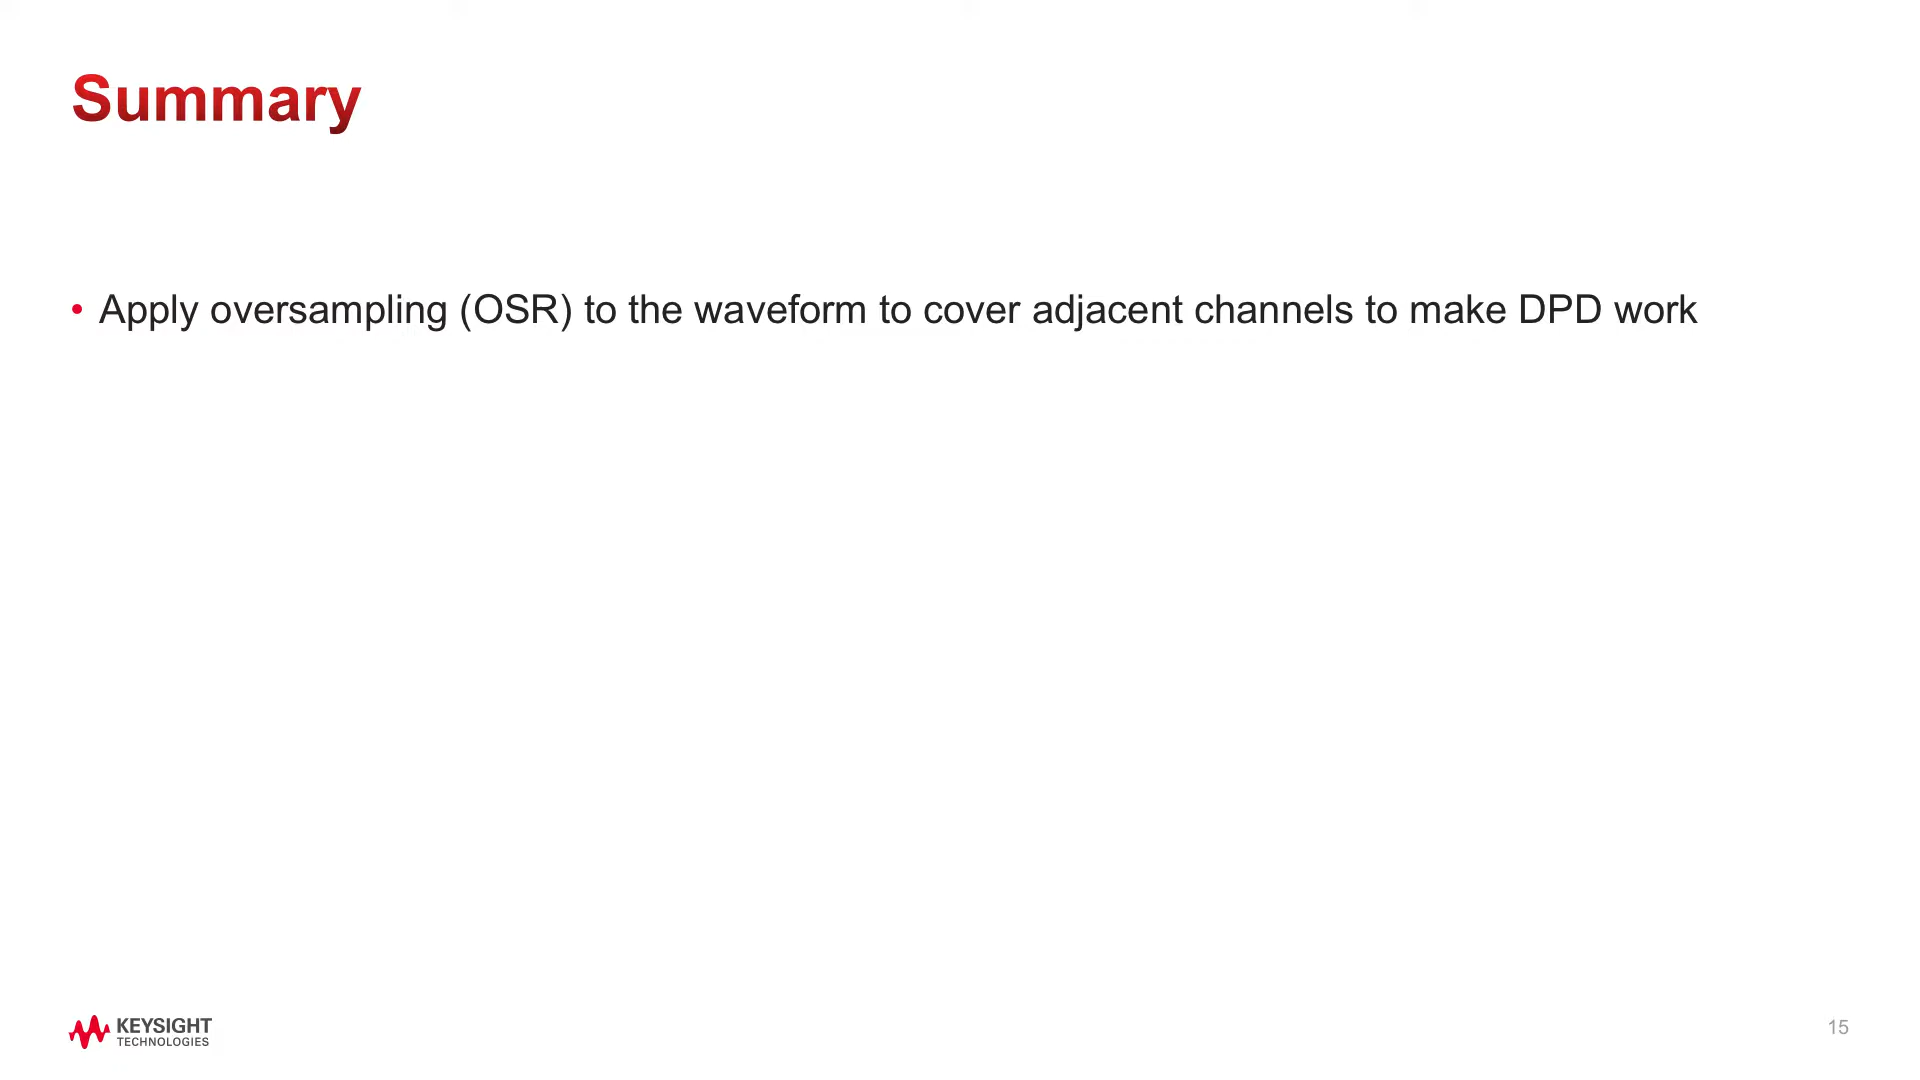 Summary
• Apply oversampling (OSR) to the waveform to cover adjacent channels to make DPD work
KEYSIGHT
TECHNOLOGIES
15